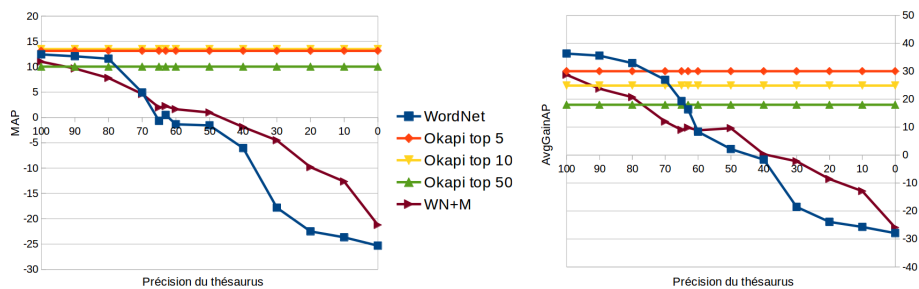 20
15
10
5
0
-5
-10
-15
-20
-25
-30
MAP
100 90 80 70 60 50 40 30 20 10 0
Précision du thésaurus
WordNet
Okapi top 5
Okapi top 10
Okapi top 50
WN+M
AvgGainAP
100 90 80 70 60 50 40 30 20 10 0
50
40
30
20
10
0
-10
-20
-30
-40
Précision du thésaurus